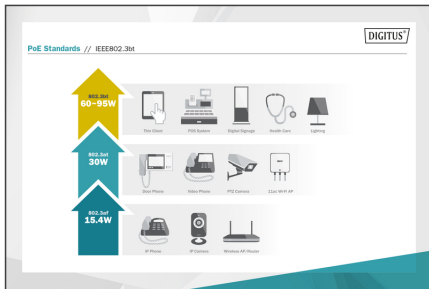 DIGITUS®
PoE Standards // IEEE802.3bt
802.3bt
60-95W
Thin Client
POS System
Digital Signage
Health Care
Lighting
802.3at
30W
Door Phone
Video Phone
PTZ Camera
11ac Wi-Fi AP
802.3af
15.4W
IP Phone
IP Camera
Wireless AP/Router